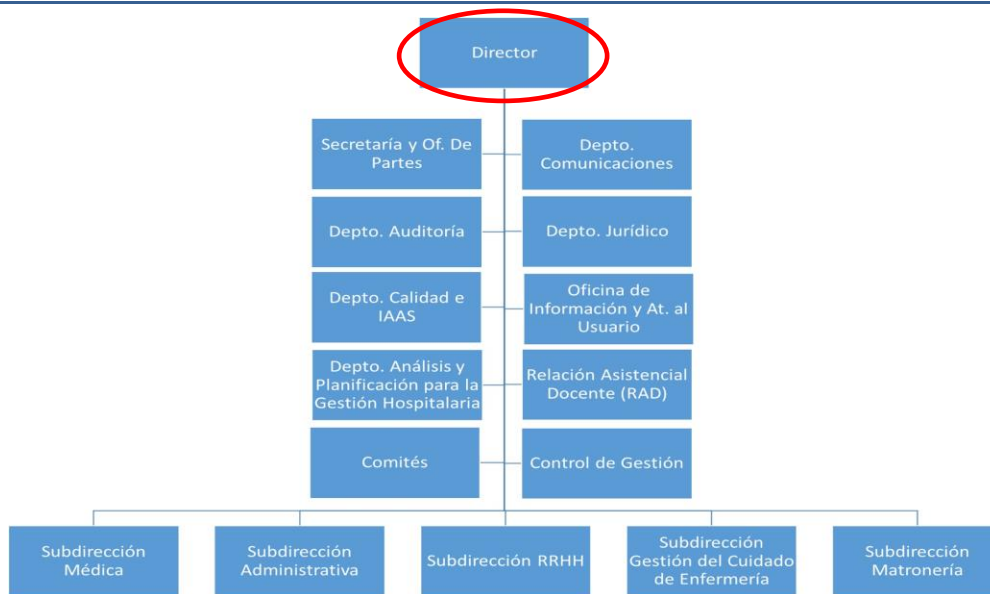 Director
Secretaría y Of. De
Partes
Depto.
Comunicaciones
Depto. Auditoría
Depto. Jurídico
Depto. Calidad e
IAAS
Oficina de
Información y At. al
Usuario
Depto. Análisis y
Planificación para la
Gestión Hospitalaria
Relación Asistencial
Docente (RAD)
Comités
Control de Gestión
Subdirección
Médica
Subdirección
Administrativa
Subdirección RRHH
Subdirección
Gestión del Cuidado
de Enfermería
Subdirección
Matronería